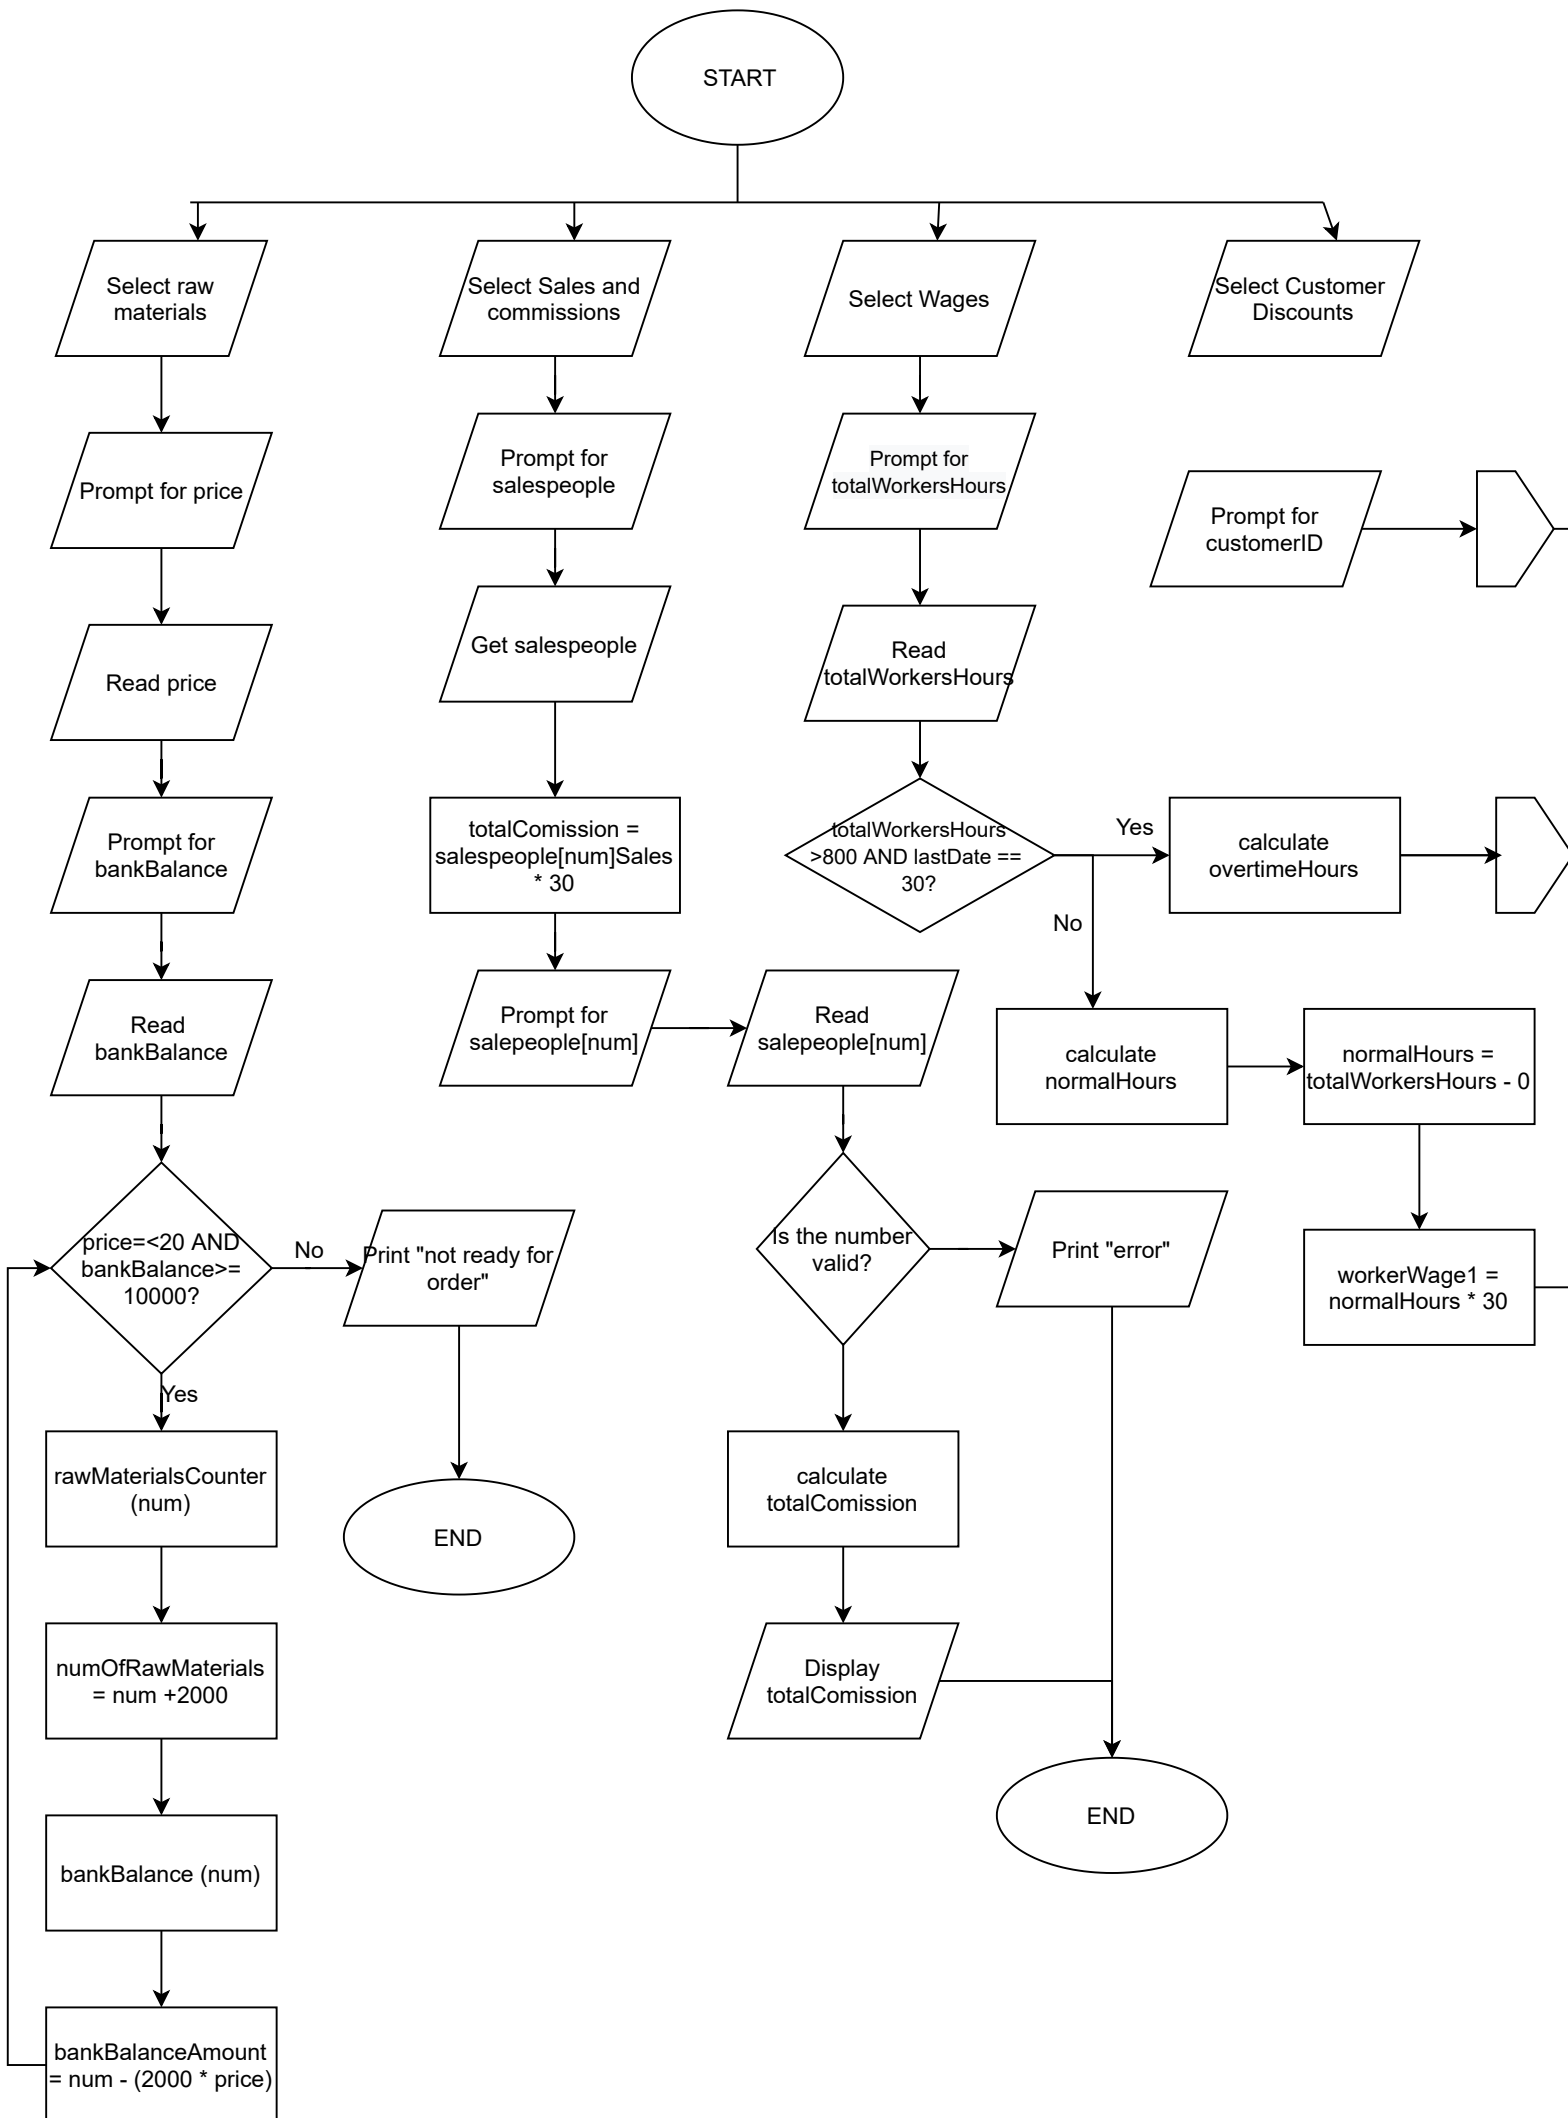 START
Select raw
materials
Prompt for price
Read price
Prompt for
bankBalance
Read
bankBalance
price=<20 AND
bankBalance>=
10000?
No
Print "not ready for
order"
END
Yes
rawMaterialsCounter
(num)
numOfRawMaterials
= num +2000
bankBalance (num)
bankBalanceAmount
= num - (2000 * price)
Select Sales and
commissions
Prompt for
salespeople
Get salespeople
totalComission =
salespeople[num]Sales
* 30
Prompt for
salepeople[num]
Read
salepeople[num]
Is the number
valid?
Print "error"
calculate
totalComission
Display
totalComission
END
Select Wages
Prompt for
totalWorkersHours
Read
totalWorkersHours
totalWorkersHours
>800 AND lastDate ==
30?
Yes
calculate
overtimeHours
No
calculate
normalHours
normalHours =
totalWorkersHours - 0
workerWage1 =
normalHours * 30
Select Customer
Discounts
Prompt for
customerID